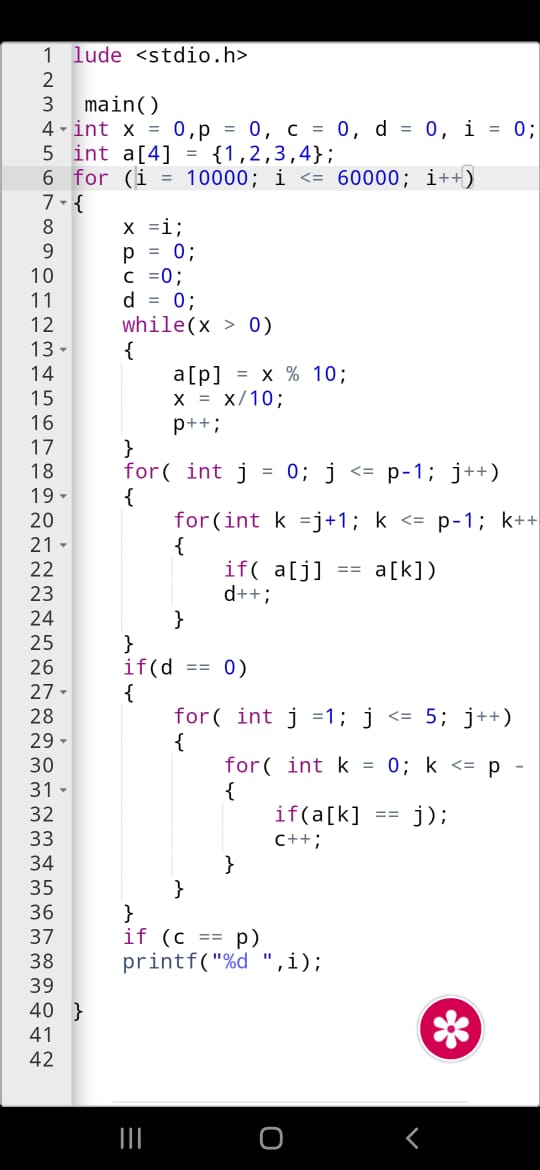 1 lude <stdio.h>
2
3 main()
4 int x = 0,p = 0, c = 0, d = 0, i = 0;
5 int a[4] = {1,2,3,4};
6 for (i = 10000; i <= 60000; i++)
7 {
8 x =i;
9 p = 0;
10 c =0;
11 d = 0;
12 while(x > 0)
13 {
14 a[p] = x % 10;
15 x = x/10;
16 p++;
17 }
18 for( int j = 0; j <= p-1; j++)
19 {
20 for(int k =j+1; k <= p-1; k++
21 {
22 if( a[j] == a[k])
23 d++;
24 }
25 }
26 if(d == 0)
27 {
28 for( int j =1; j <= 5; j++)
29 {
30 for( int k = 0; k <= p -
31 {
32 if(a[k] == j);
33 c++;
34 }
35 }
36 }
37 if (c == p)
38 printf("%d ",i);
39
40 }
41
42